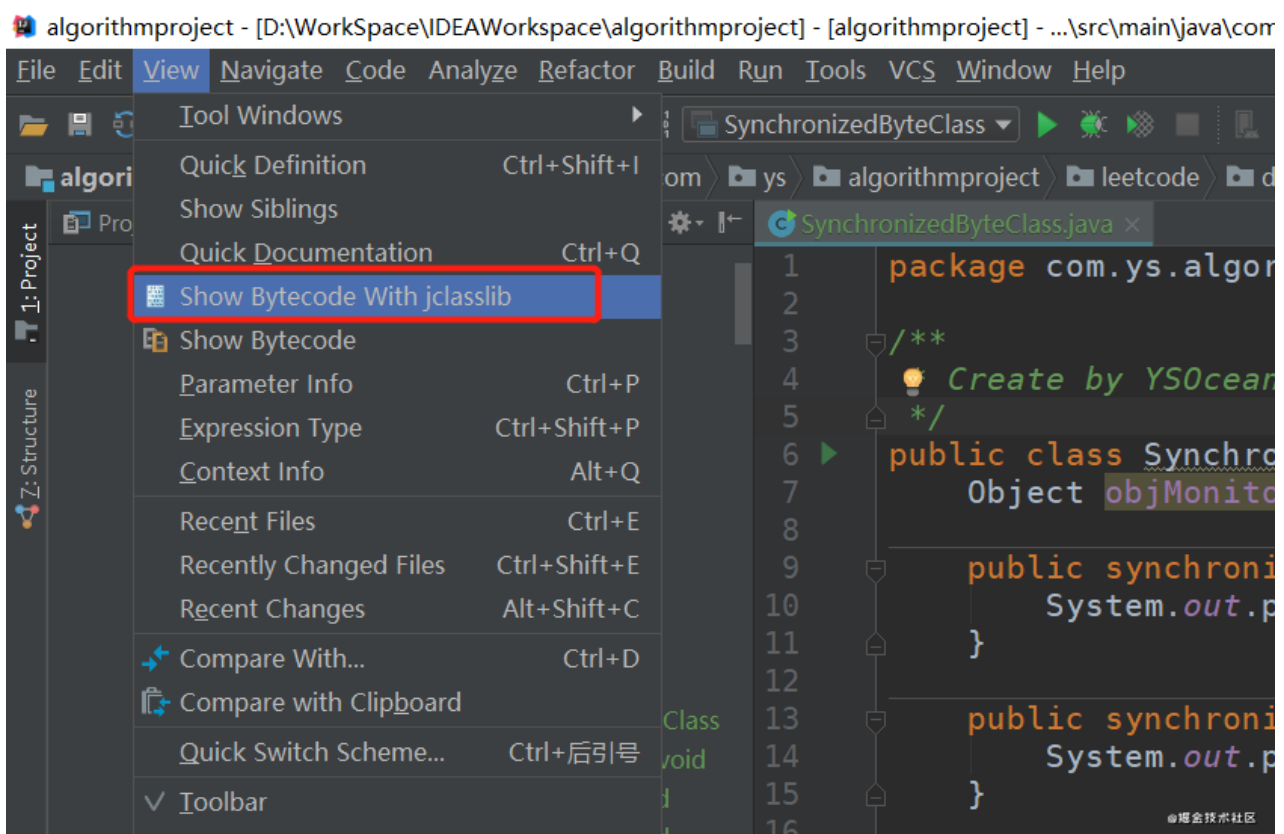 algorithmproject - [D:\WorkSpace\IDEAWorkspace\algorithmproject] - [algorithmproject] - ...\src\main\java\com
File Edit View Navigate Code Analyze Refactor Build Run Tools VCS Window Help
SynchronizedByteClass
algori
om ys algorithmproject leetcode d
Pro
SynchronizedByteClass.java
1: Project
Z: Structure
Tool Windows
Quick Definition Ctrl+Shift+I
Show Siblings
Quick Documentation Ctrl+Q
Show Bytecode With jclasslib
Show Bytecode
Parameter Info Ctrl+P
Expression Type Ctrl+Shift+P
Context Info Alt+Q
Recent Files Ctrl+E
Recently Changed Files Ctrl+Shift+E
Recent Changes Alt+Shift+C
Compare With... Ctrl+D
Compare with Clipboard
Quick Switch Scheme... Ctrl+后引号
Toolbar
Class
void
d
1 package com.ys.algor
2
3 /**
4 Create by YSOcean
5 */
6 public class Synchro
7 Object objMonito
8
9 public synchroni
10 System.out.p
11 }
12
13 public synchroni
14 System.out.p
15 }
16
@掘金技术社区